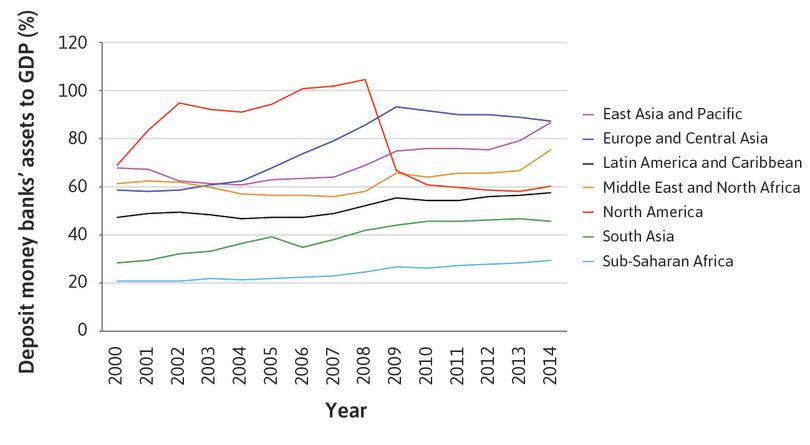 Deposit money banks' assets to GDP (%)
120
100
80
60
40
20
0
2000
2001
2002
2003
2004
2005
2006
2007
2008
2009
2010
2011
2012
2013
2014
Year
East Asia and Pacific
Europe and Central Asia
Latin America and Caribbean
Middle East and North Africa
North America
South Asia
Sub-Saharan Africa